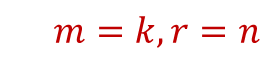 m = k, r = n